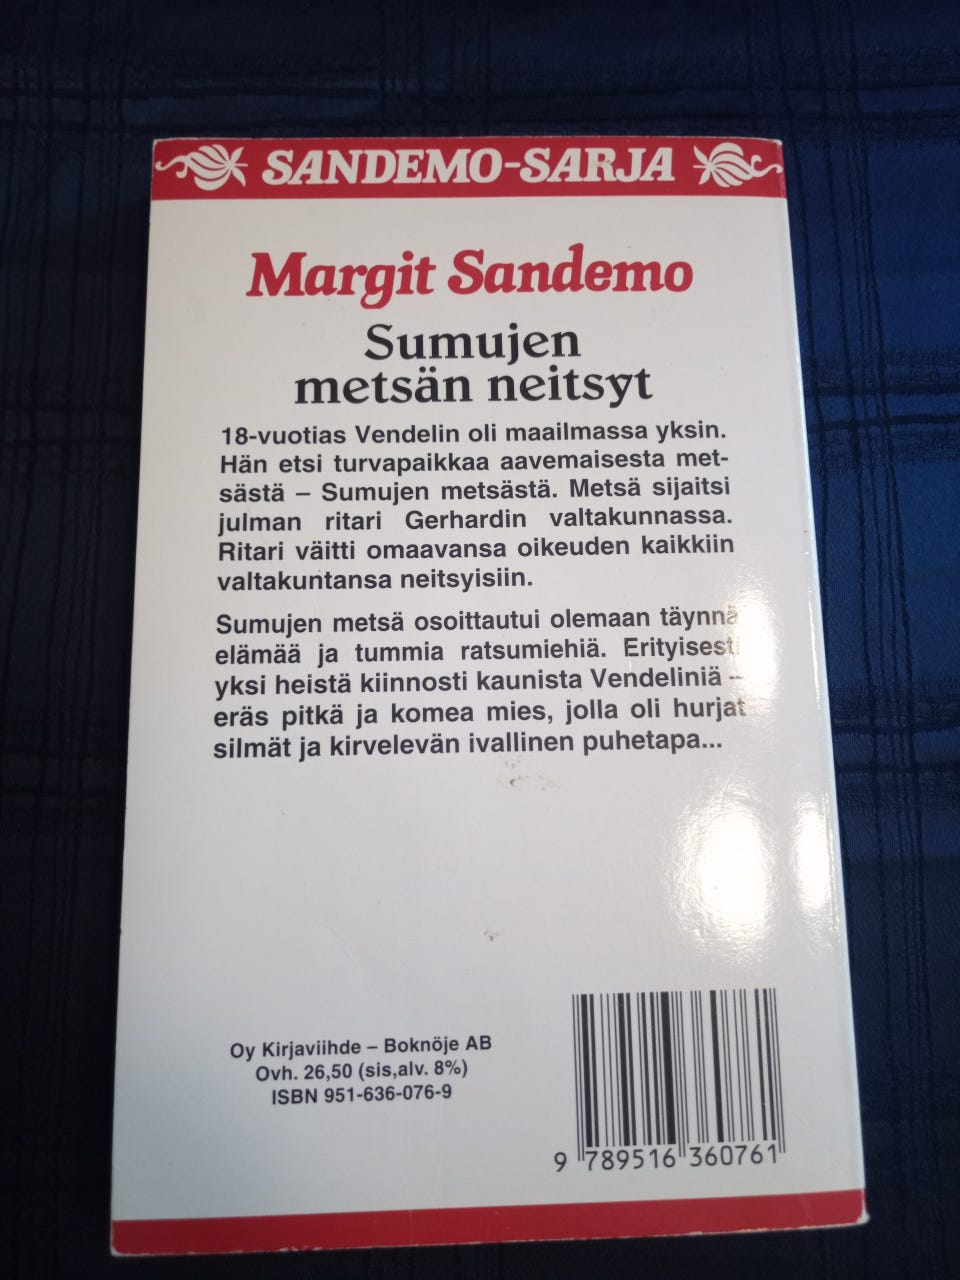 SANDEMO-SARJA
Margit Sandemo
Sumujen
metsän neitsyt
18-vuotias Vendelin oli maailmassa yksin.
Hän etsi turvapaikkaa aavemaisesta met-
sästä – Sumujen metsästä. Metsä sijaitsi
julman ritari Gerhardin valtakunnassa.
Ritari väitti omaavansa oikeuden kaikkiin
valtakuntansa neitsyisiin.
Sumujen metsä osoittautui olemaan täynnä
elämää ja tummia ratsumiehiä. Erityisesti
yksi heistä kiinnosti kaunista Vendeliniä –
eräs pitkä ja komea mies, jolla oli hurjat
silmät ja kirvelevän ivallinen puhetapa...
Oy Kirjaviihde – Boknöje AB
Ovh. 26,50 (sis,alv. 8%)
ISBN 951-636-076-9
9 789516 360761